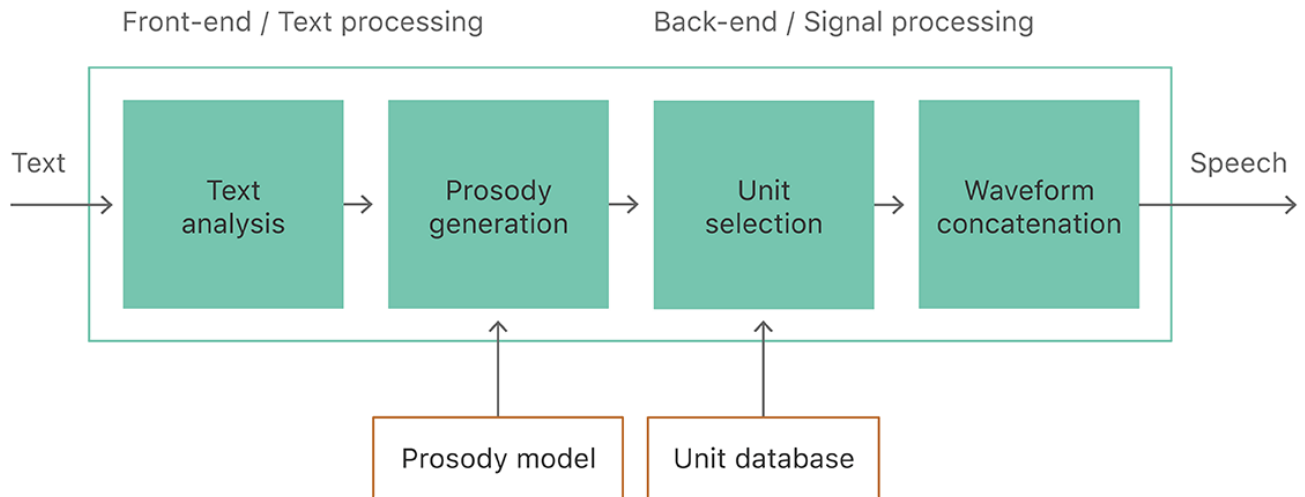 Front-end / Text processing
Back-end / Signal processing
Text
Text
analysis
Prosody
generation
Unit
selection
Waveform
concatenation
Speech
Prosody model
Unit database